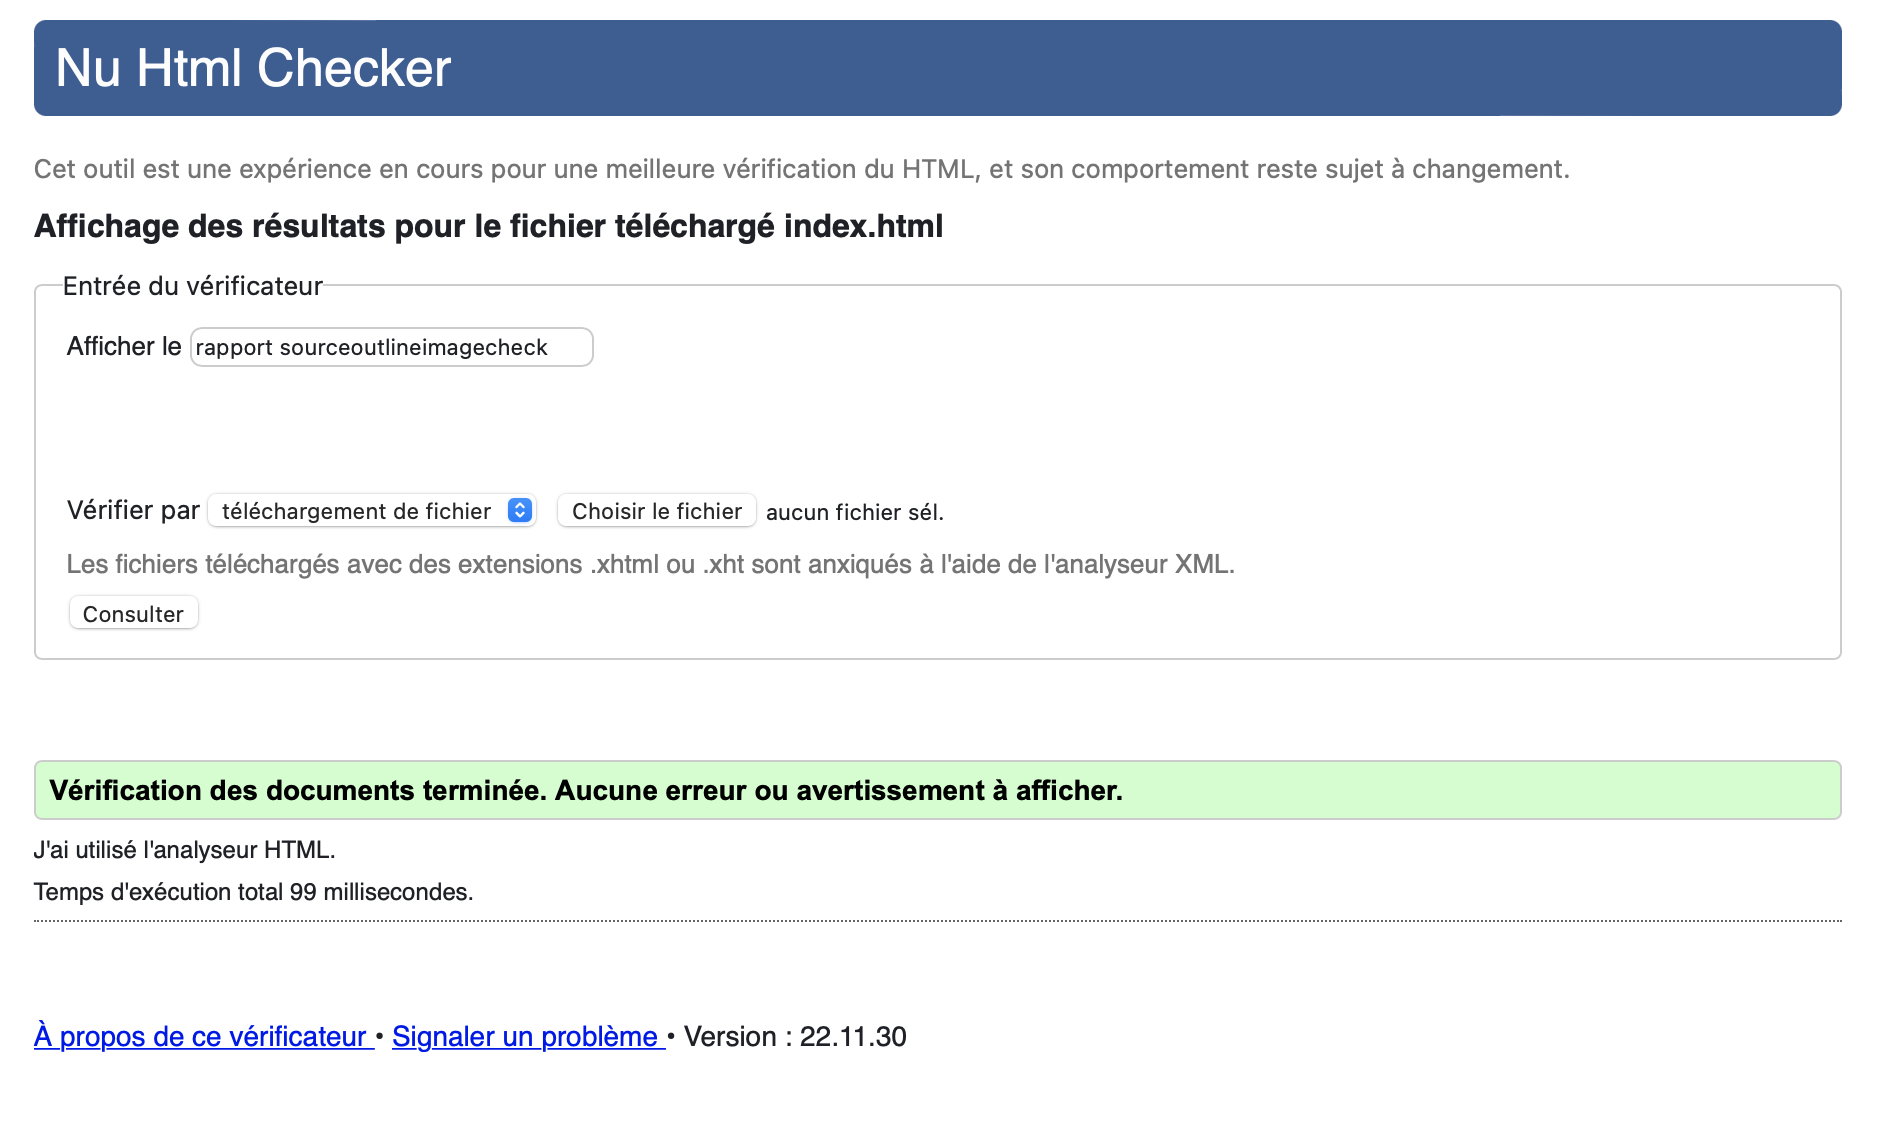 Nu Html Checker
Cet outil est une expérience en cours pour une meilleure vérification du HTML, et son comportement reste sujet à changement.
Affichage des résultats pour le fichier téléchargé index.html
Entrée du vérificateur
Afficher le rapport sourceoutlineimagecheck
Vérifier par téléchargement de fichier Choisir le fichier aucun fichier sél.
Les fichiers téléchargés avec des extensions .xhtml ou .xht sont anxiqués à l'aide de l'analyseur XML.
Consulter
Vérification des documents terminée. Aucune erreur ou avertissement à afficher.
J'ai utilisé l'analyseur HTML.
Temps d'exécution total 99 millisecondes.
À propos de ce vérificateur • Signaler un problème • Version : 22.11.30